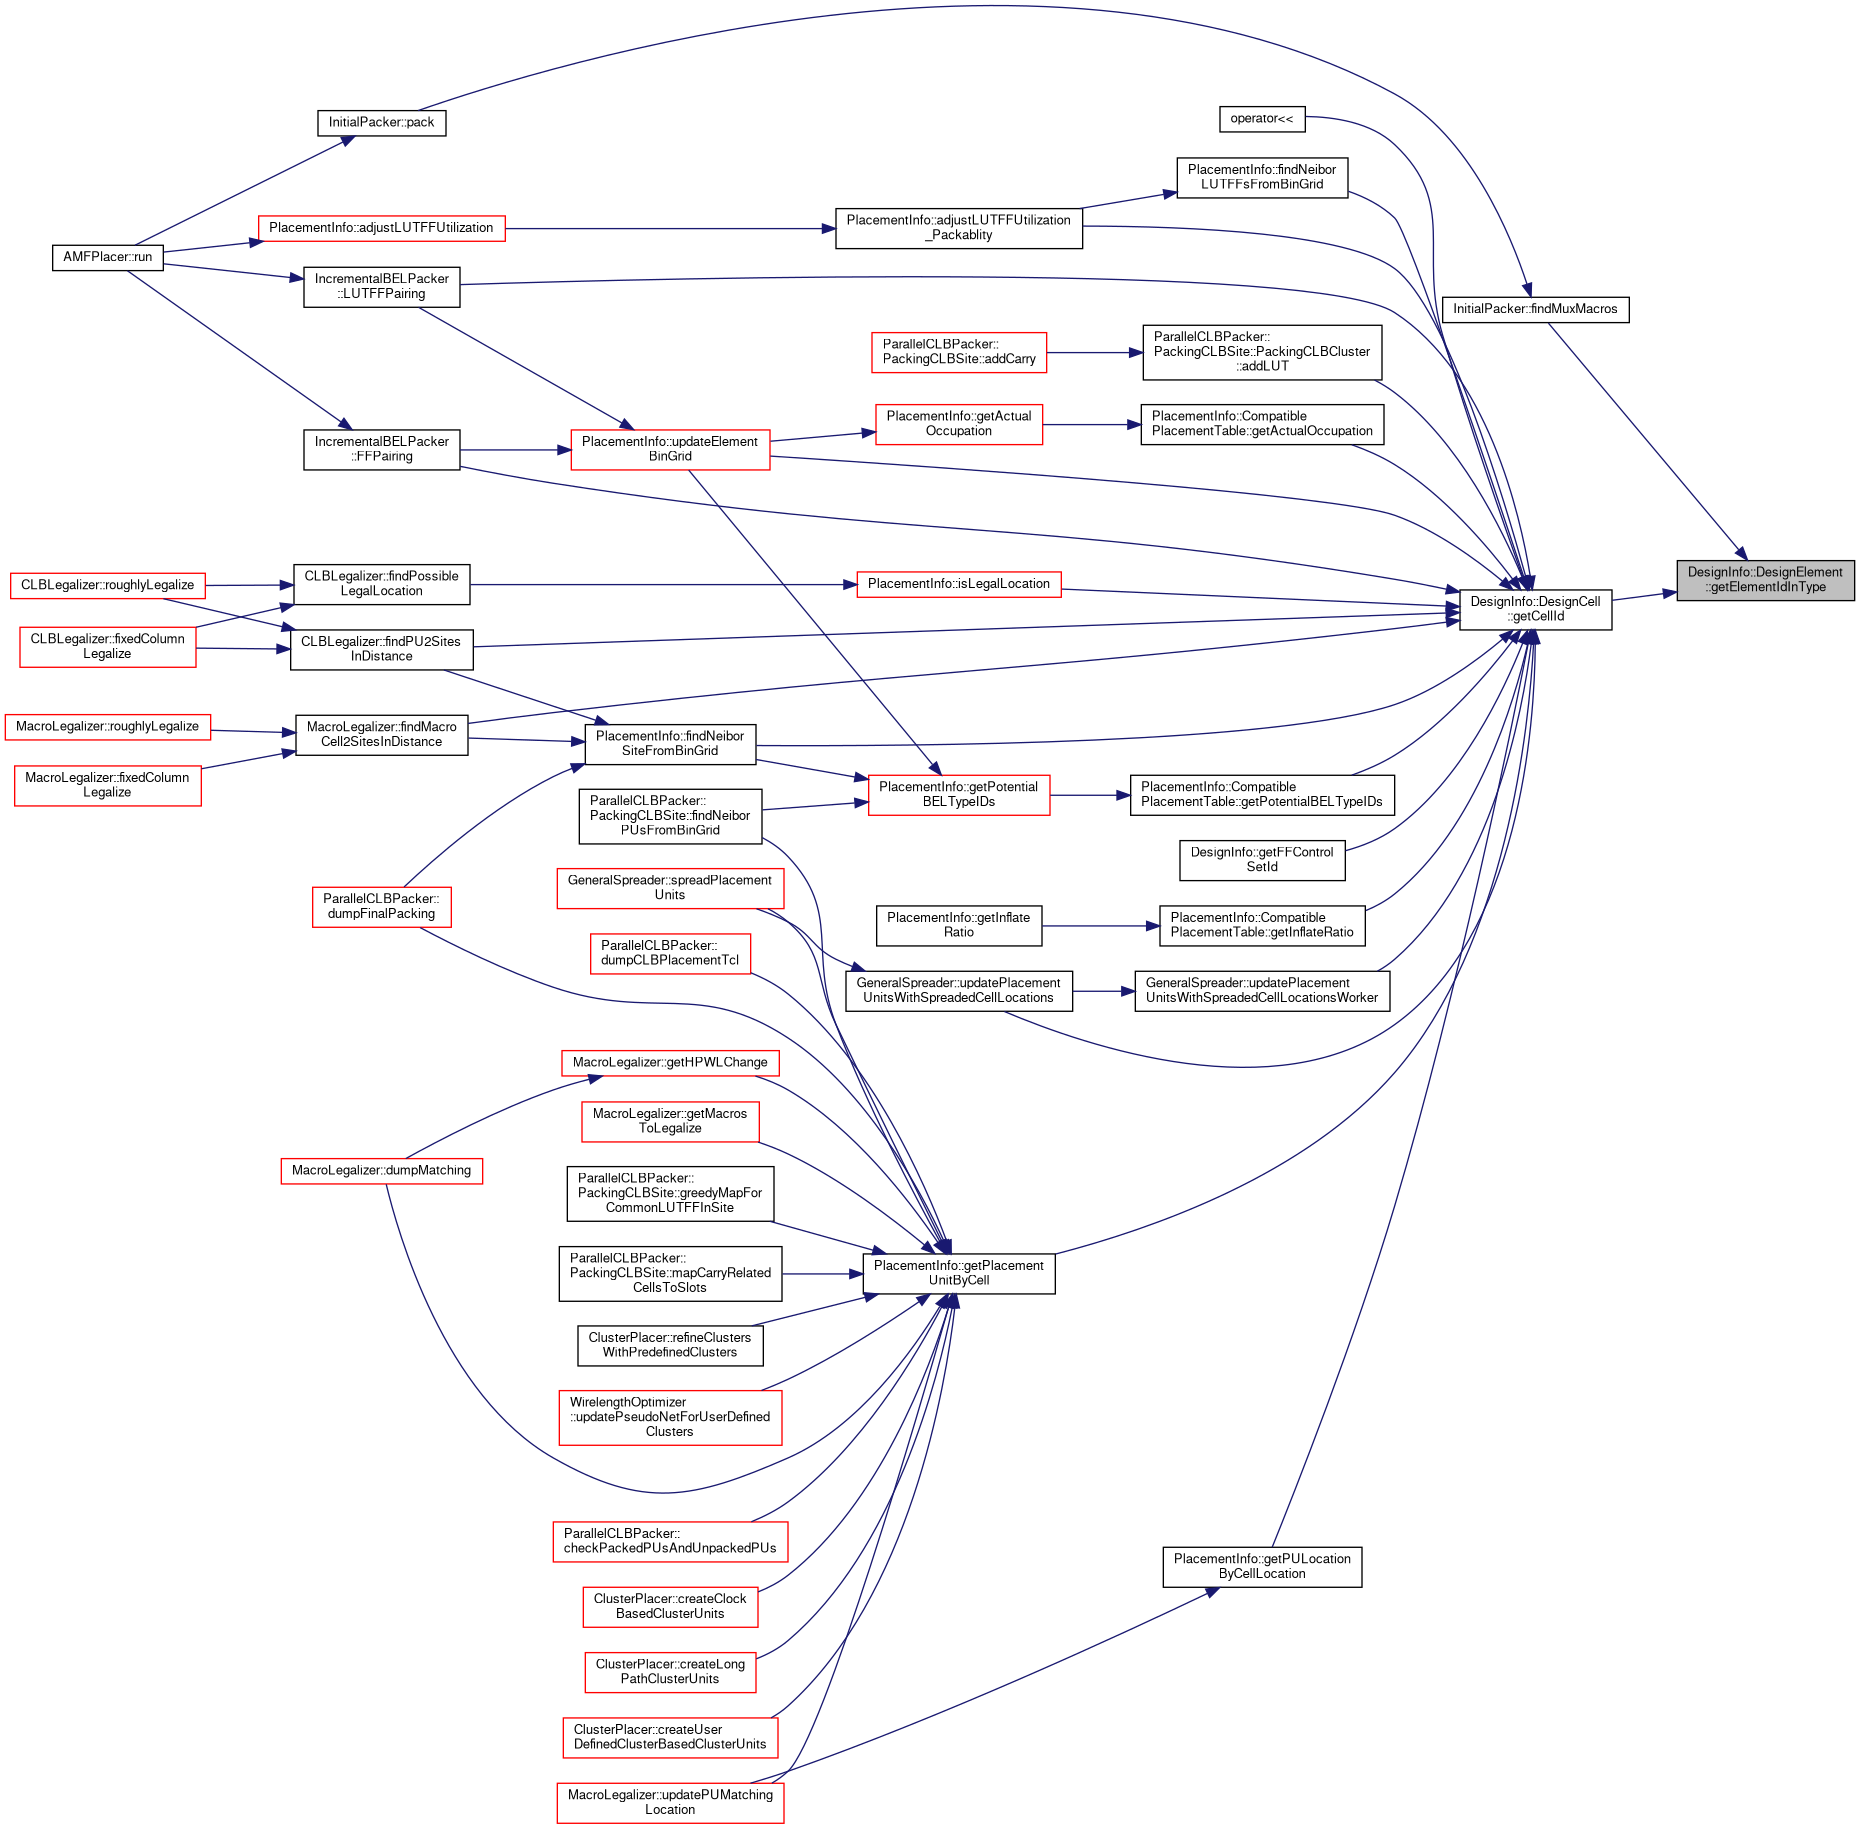 InitialPacker::pack
operator<<
PlacementInfo::findNeibor
LUTFFsFromBinGrid
PlacementInfo::adjustLUTFFUtilization
PlacementInfo::adjustLUTFFUtilization
_Packablity
AMFPlacer::run
IncrementalBELPacker
::LUTFFPairing
InitialPacker::findMuxMacros
ParallelCLBPacker::
PackingCLBSite::addCarry
ParallelCLBPacker::
PackingCLBSite::PackingCLBCluster
::addLUT
IncrementalBELPacker
::FFPairing
PlacementInfo::updateElement
BinGrid
PlacementInfo::getActual
Occupation
PlacementInfo::Compatible
PlacementTable::getActualOccupation
CLBLegalizer::roughlyLegalize
CLBLegalizer::findPossible
LegalLocation
PlacementInfo::isLegalLocation
DesignInfo::DesignCell
::getCellId
DesignInfo::DesignElement
::getElementIdInType
CLBLegalizer::fixedColumn
Legalize
CLBLegalizer::findPU2Sites
InDistance
MacroLegalizer::roughlyLegalize
MacroLegalizer::findMacro
Cell2SitesInDistance
PlacementInfo::findNeibor
SiteFromBinGrid
MacroLegalizer::fixedColumn
Legalize
ParallelCLBPacker::
PackingCLBSite::findNeibor
PUsFromBinGrid
PlacementInfo::getPotential
BELTypeIDs
PlacementInfo::Compatible
PlacementTable::getPotentialBELTypeIDs
DesignInfo::getFFControl
SetId
ParallelCLBPacker::
dumpFinalPacking
GeneralSpreader::spreadPlacement
Units
PlacementInfo::getInflate
Ratio
PlacementInfo::Compatible
PlacementTable::getInflateRatio
ParallelCLBPacker::
dumpCLBPlacementTcl
GeneralSpreader::updatePlacement
UnitsWithSpreadedCellLocations
GeneralSpreader::updatePlacement
UnitsWithSpreadedCellLocationsWorker
MacroLegalizer::getHPWLChange
MacroLegalizer::getMacros
ToLegalize
MacroLegalizer::dumpMatching
ParallelCLBPacker::
PackingCLBSite::greedyMapFor
CommonLUTFFInSite
ParallelCLBPacker::
PackingCLBSite::mapCarryRelated
CellsToSlots
PlacementInfo::getPlacement
UnitByCell
ClusterPlacer::refineClusters
WithPredefinedClusters
WirelengthOptimizer
::updatePseudoNetForUserDefined
Clusters
ParallelCLBPacker::
checkPackedPUsAndUnpackedPUs
PlacementInfo::getPULocation
ByCellLocation
ClusterPlacer::createClock
BasedClusterUnits
ClusterPlacer::createLong
PathClusterUnits
ClusterPlacer::createUser
DefinedClusterBasedClusterUnits
MacroLegalizer::updatePUMatching
Location